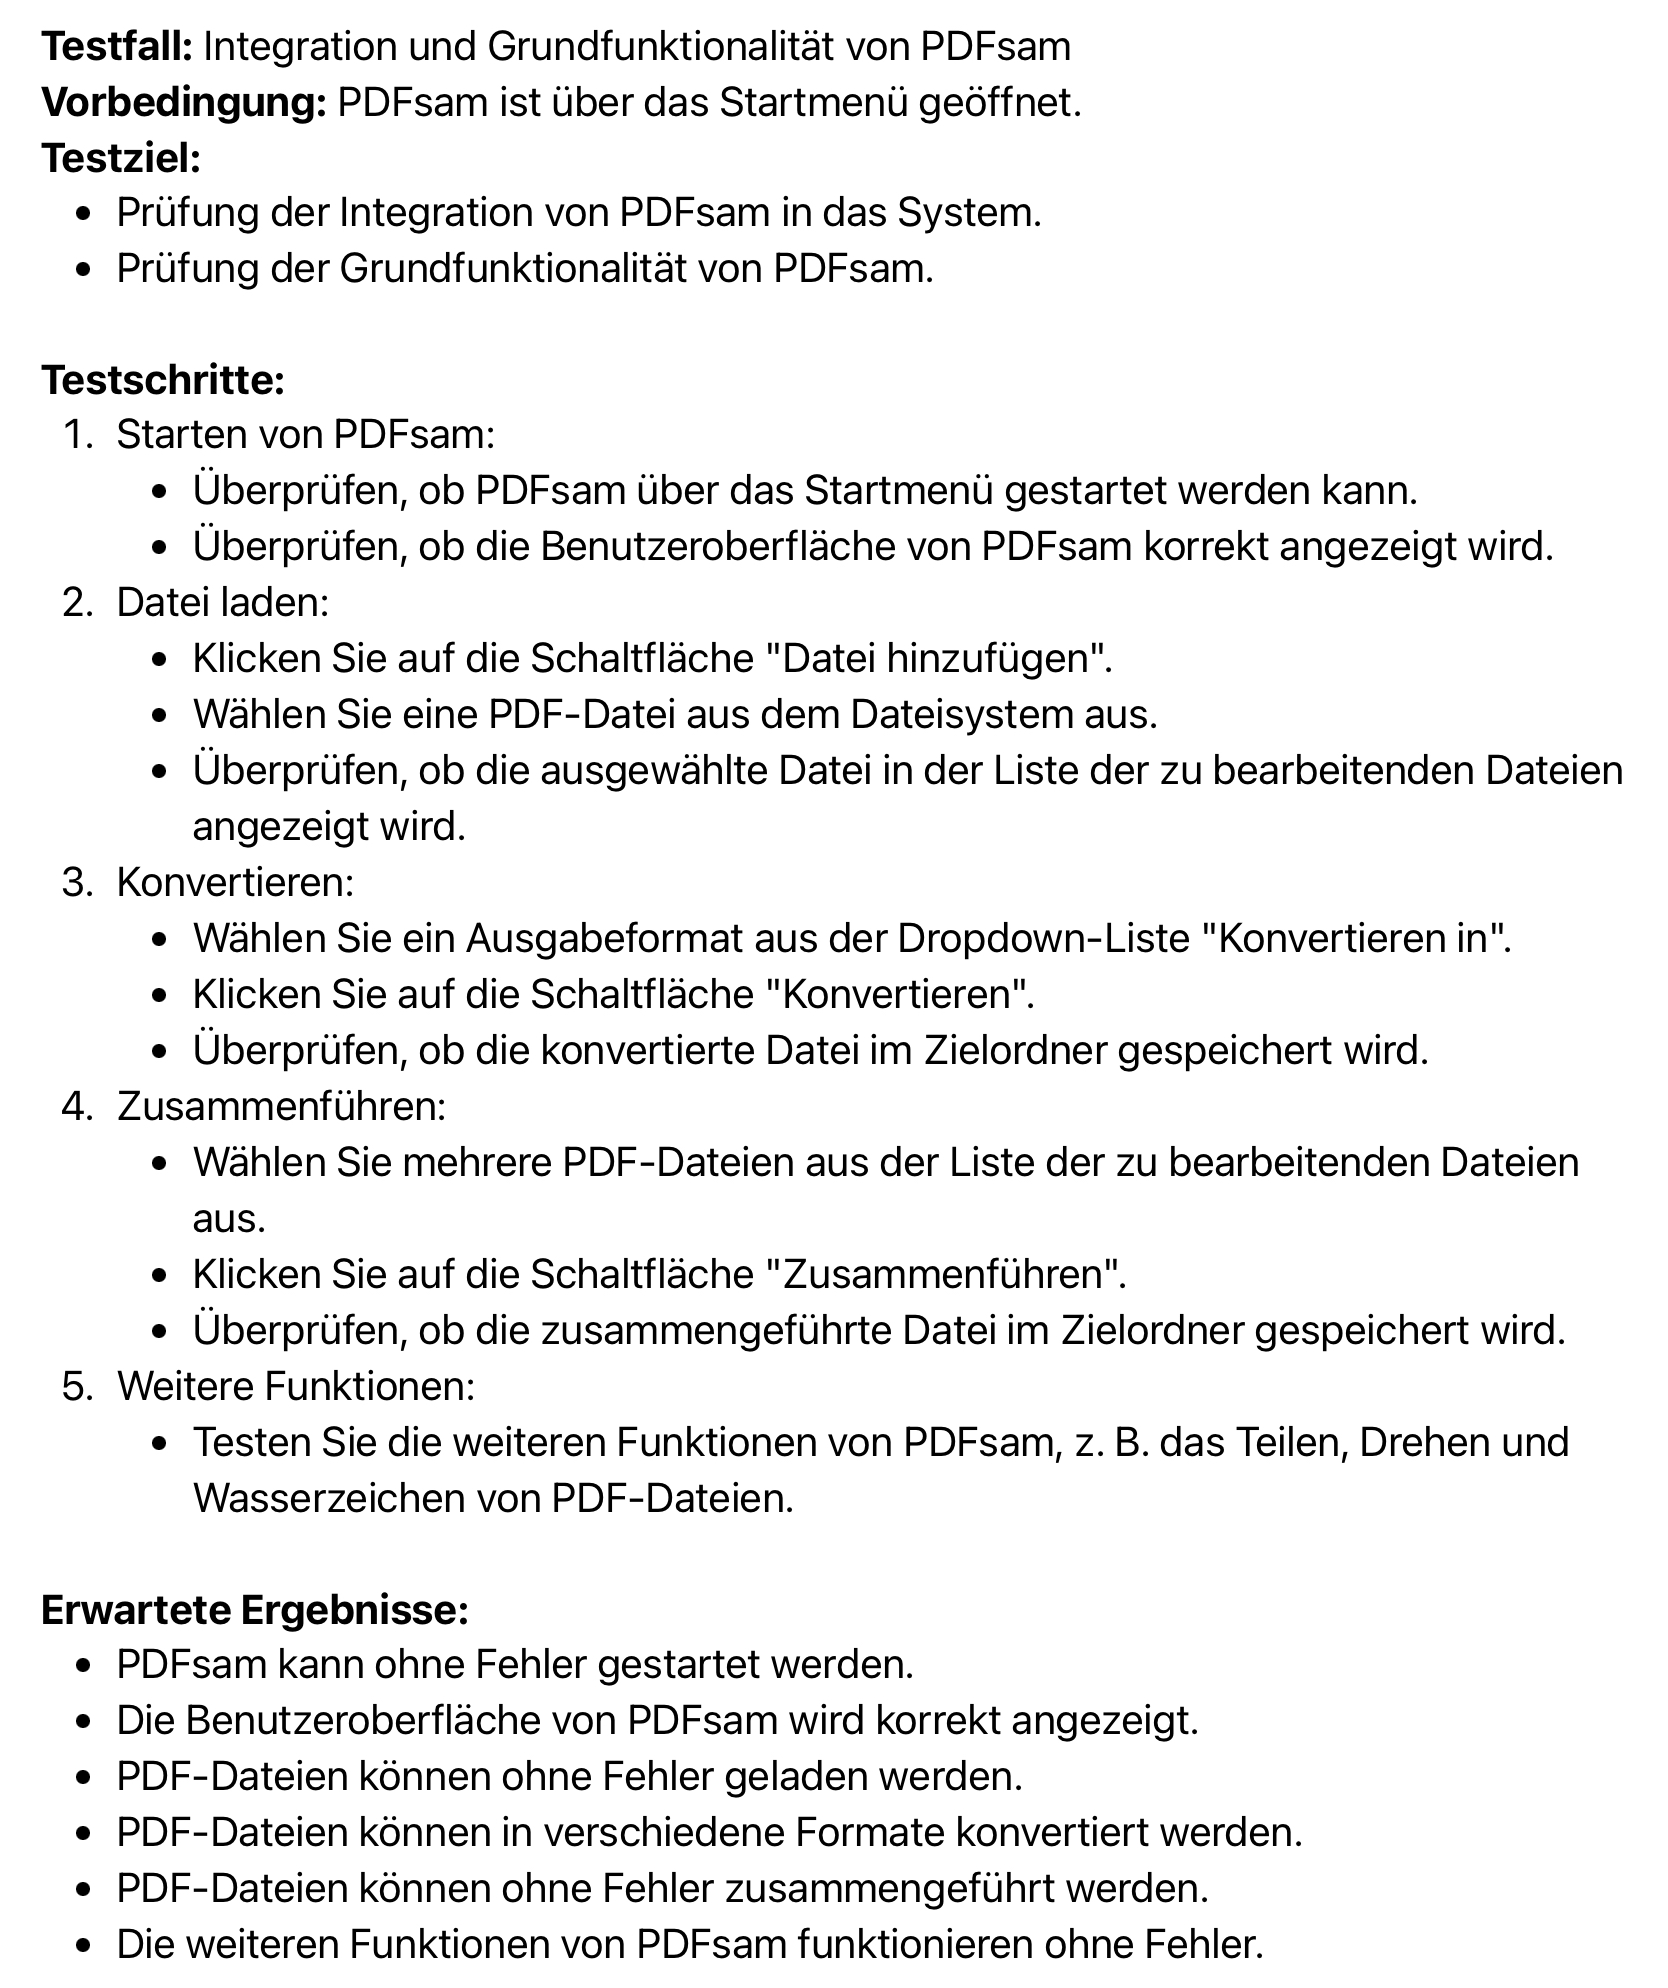 Testfall: Integration und Grundfunktionalität von PDFsam
Vorbedingung: PDFsam ist über das Startmenü geöffnet.
Testziel:
• Prüfung der Integration von PDFsam in das System.
• Prüfung der Grundfunktionalität von PDFsam.
Testschritte:
1. Starten von PDFsam:
• Überprüfen, ob PDFsam über das Startmenü gestartet werden kann.
• Überprüfen, ob die Benutzeroberfläche von PDFsam korrekt angezeigt wird.
2. Datei laden:
• Klicken Sie auf die Schaltfläche "Datei hinzufügen".
• Wählen Sie eine PDF-Datei aus dem Dateisystem aus.
• Überprüfen, ob die ausgewählte Datei in der Liste der zu bearbeitenden Dateien
angezeigt wird.
3. Konvertieren:
• Wählen Sie ein Ausgabeformat aus der Dropdown-Liste "Konvertieren in".
• Klicken Sie auf die Schaltfläche "Konvertieren".
• Überprüfen, ob die konvertierte Datei im Zielordner gespeichert wird.
4. Zusammenführen:
• Wählen Sie mehrere PDF-Dateien aus der Liste der zu bearbeitenden Dateien
aus.
• Klicken Sie auf die Schaltfläche "Zusammenführen".
• Überprüfen, ob die zusammengeführte Datei im Zielordner gespeichert wird.
5. Weitere Funktionen:
• Testen Sie die weiteren Funktionen von PDFsam, z. B. das Teilen, Drehen und
Wasserzeichen von PDF-Dateien.
Erwartete Ergebnisse:
• PDFsam kann ohne Fehler gestartet werden.
• Die Benutzeroberfläche von PDFsam wird korrekt angezeigt.
• PDF-Dateien können ohne Fehler geladen werden.
• PDF-Dateien können in verschiedene Formate konvertiert werden.
• PDF-Dateien können ohne Fehler zusammengeführt werden.
• Die weiteren Funktionen von PDFsam funktionieren ohne Fehler.